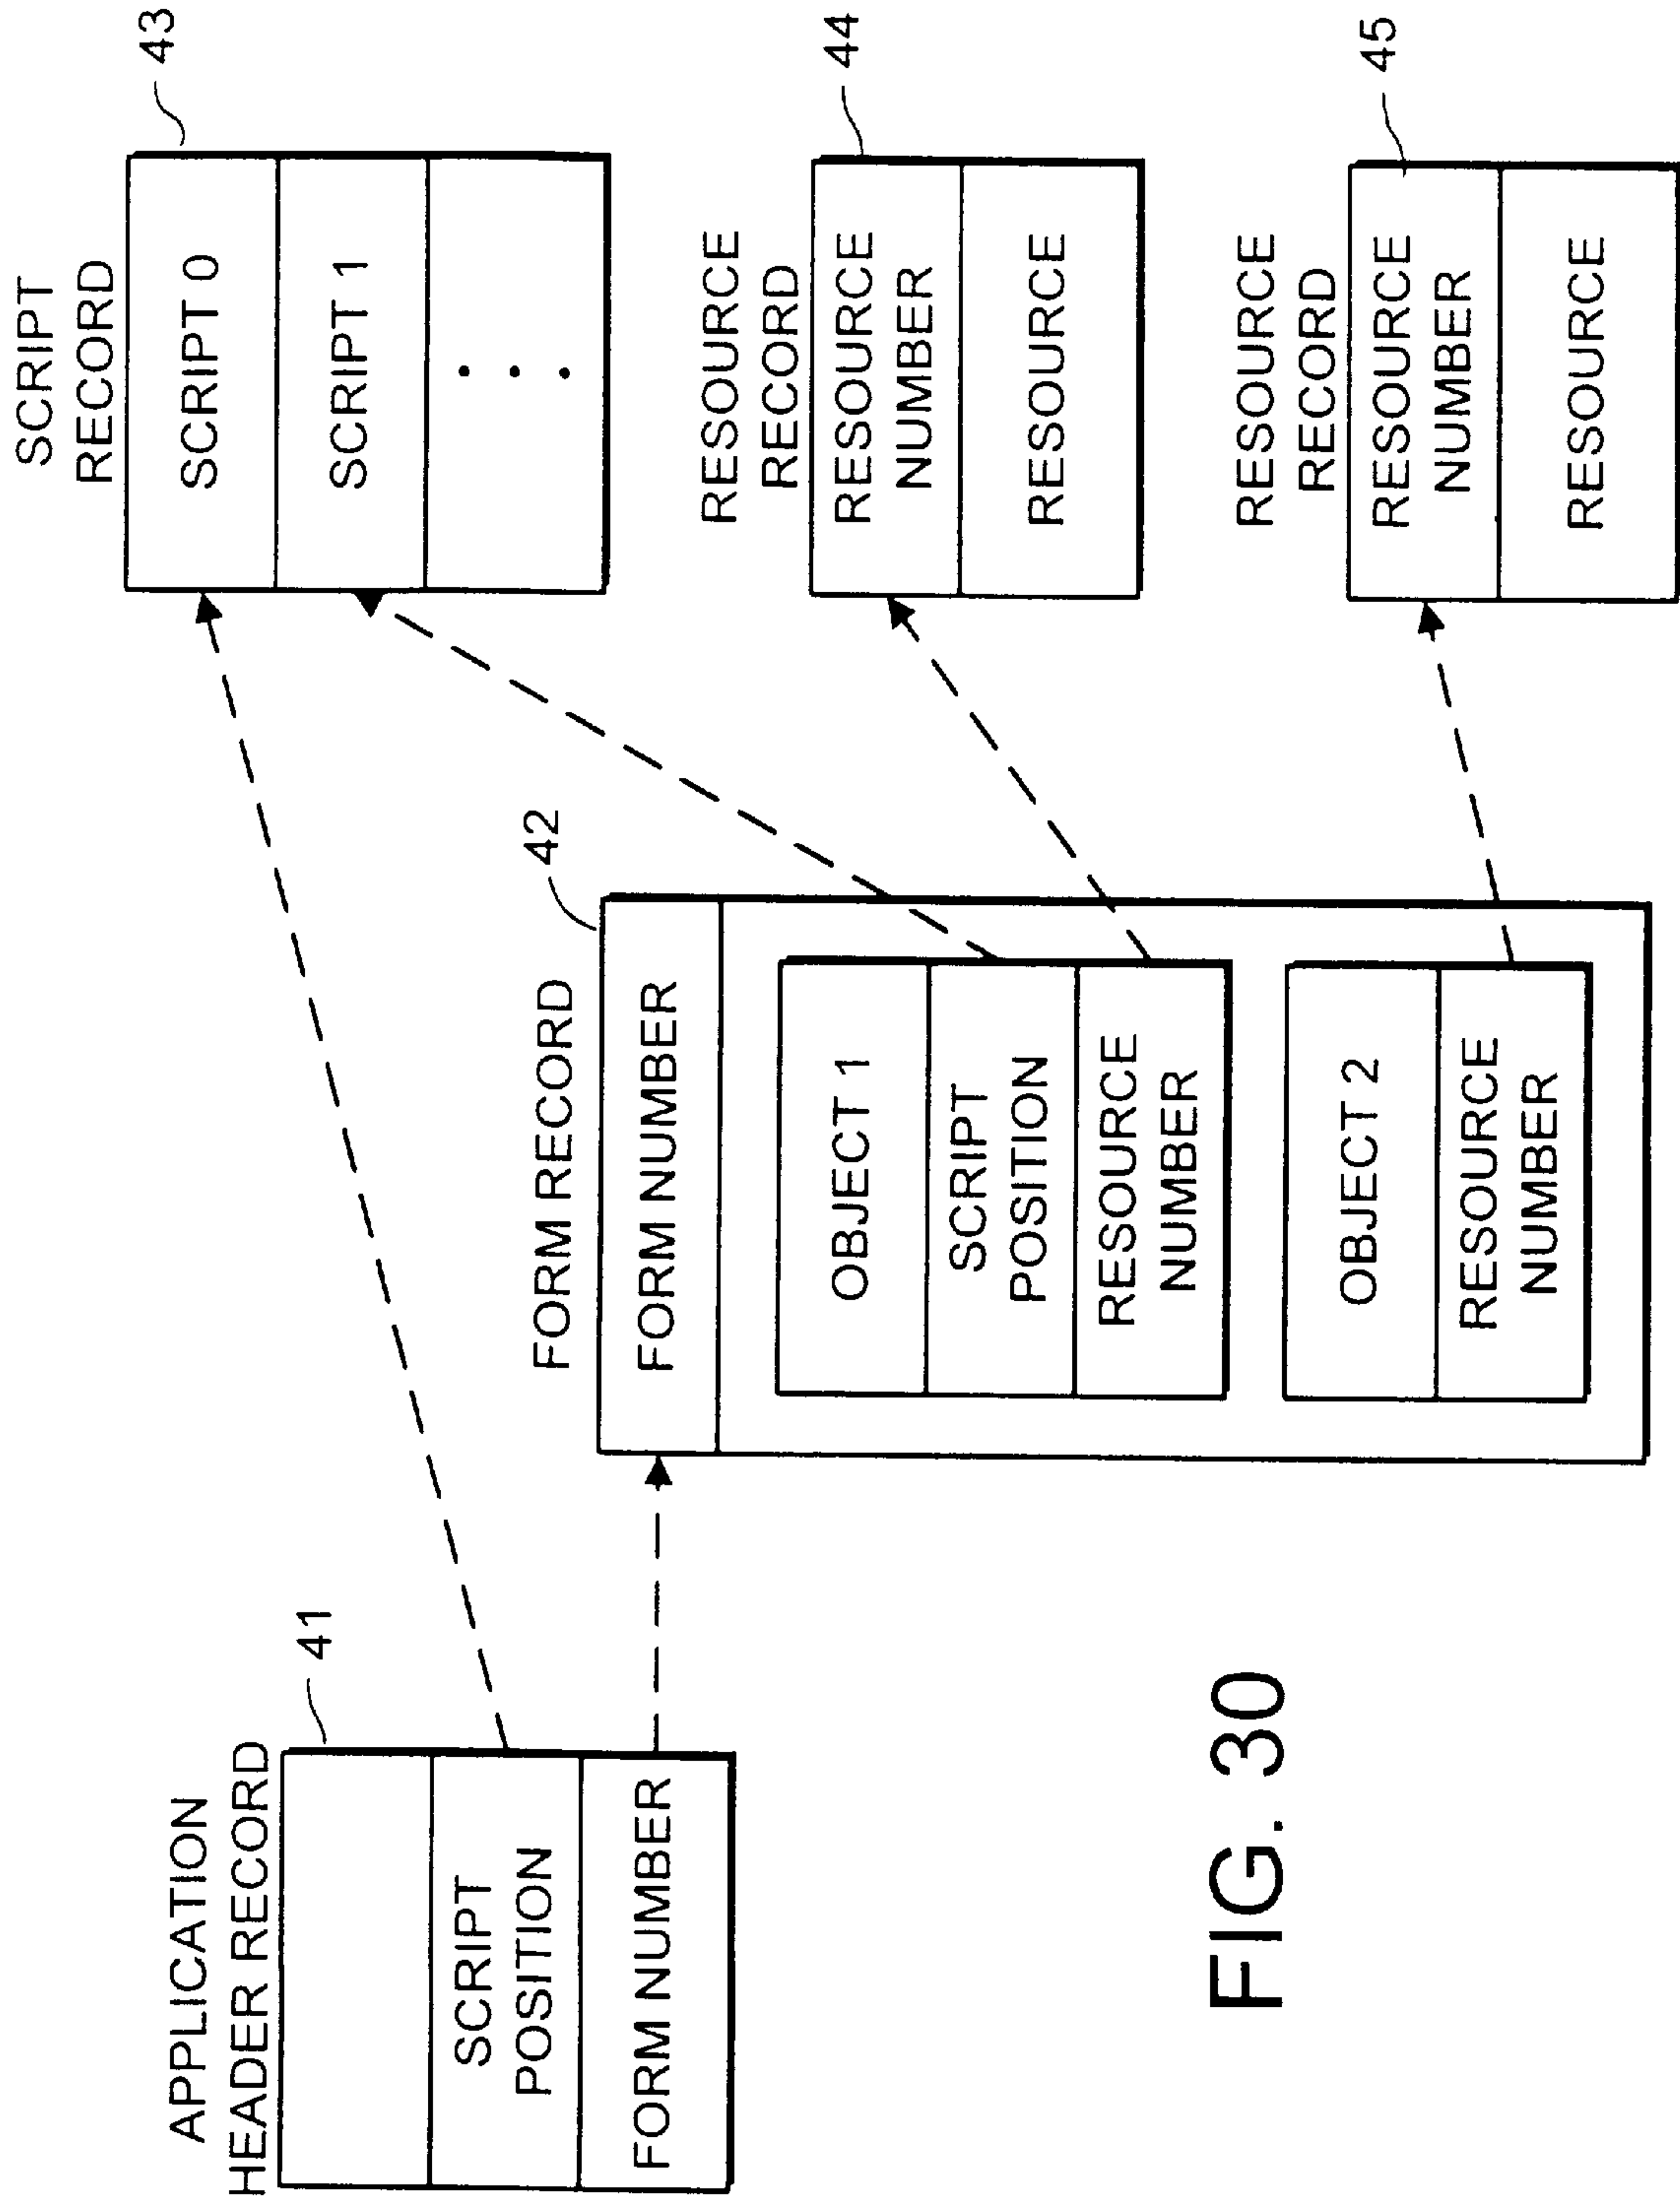 APPLICATION
HEADER RECORD
41
SCRIPT
POSITION
FORM NUMBER
FORM RECORD
42
FORM NUMBER
OBJECT 1
SCRIPT
POSITION
RESOURCE
NUMBER
OBJECT 2
RESOURCE
NUMBER
SCRIPT
RECORD
43
SCRIPT 0
SCRIPT 1
RESOURCE
RECORD
44
RESOURCE
NUMBER
RESOURCE
RESOURCE
RECORD
45
RESOURCE
NUMBER
RESOURCE
FIG. 30